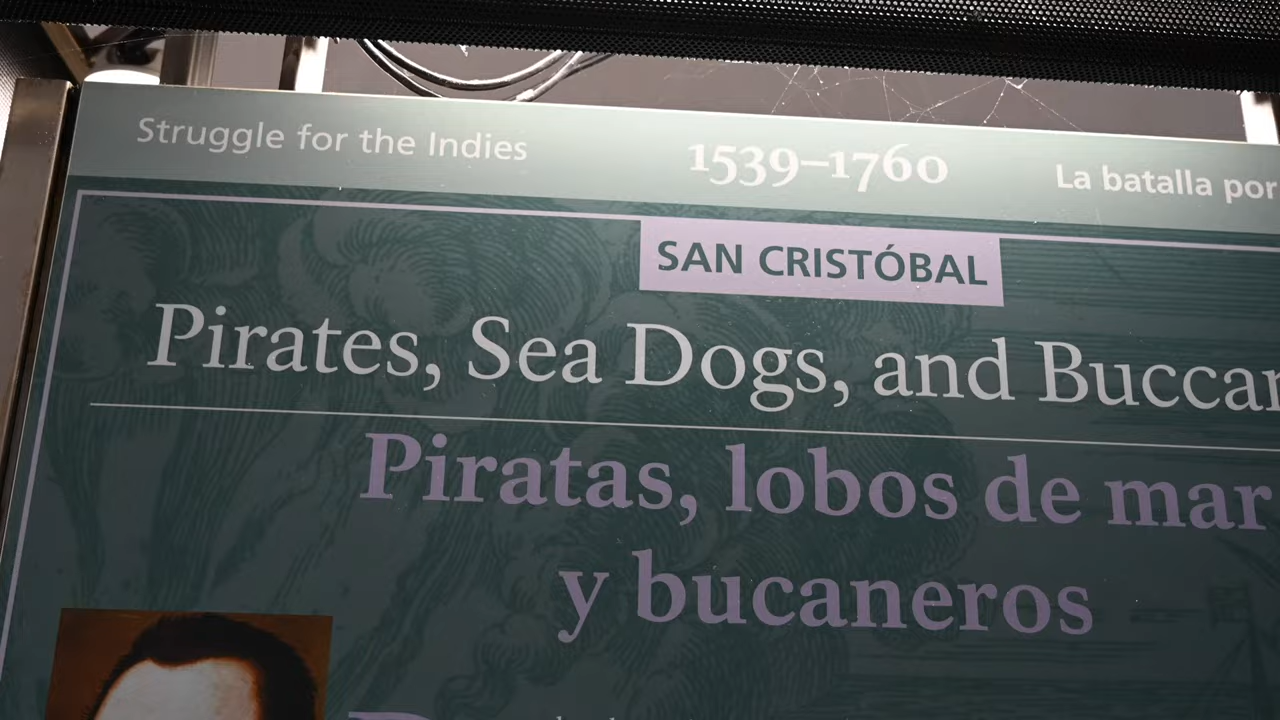 Struggle for the Indies 1539–1760 La batalla por
SAN CRISTÓBAL
Pirates, Sea Dogs, and Buccan
Piratas, lobos de mar
y bucaneros